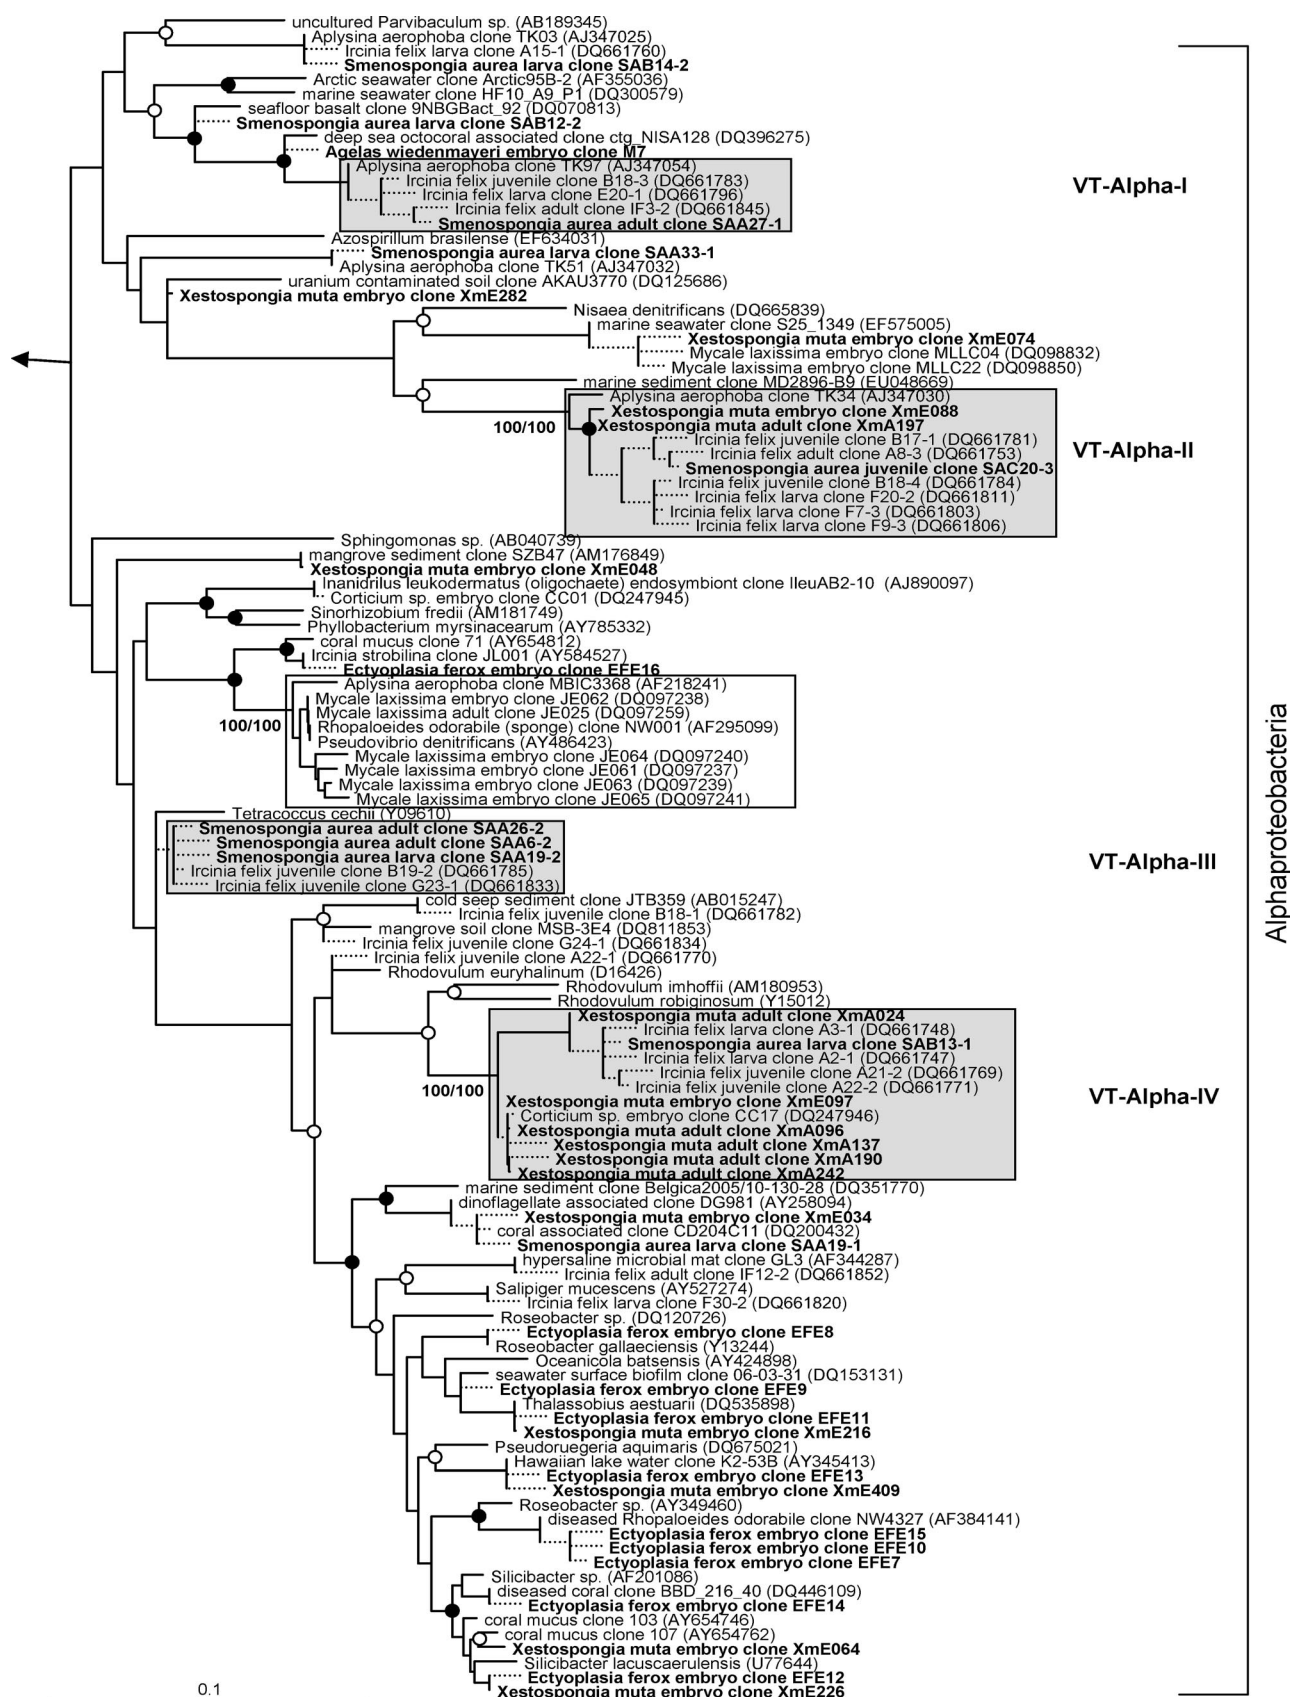 uncultured Parvibaculum sp. (AB189345)
Aplysina aerophoba clone TK03 (AJ347025)
Ircinia felix larva clone A15-1 (DQ661760)
Smenospongia aurea larva clone SAB14-2
Arctic seawater clone Arctic95B-2 (AF355036)
marine seawater clone HF10_A9_P1 (DQ300579)
seafloor basalt clone 9NBGBact_92 (DQ070813)
Smenospongia aurea larva clone SAB12-2
deep sea octocoral associated clone ctg_NISA128 (DQ396275)
Agelas wiedenmayeri embryo clone M7
Aplysina aerophoba clone TK97 (AJ347054)
Ircinia felix juvenile clone B18-3 (DQ661783)
VT-Alpha-I
Ircinia felix larva clone E20-1 (DQ661796)
Ircinia felix adult clone IF3-2 (DQ661845)
Smenospongia aurea adult clone SAA27-1
Azospirillum brasilense (EF634031)
Smenospongia aurea larva clone SAA33-1
Aplysina aerophoba clone TK51 (AJ347032)
uranium contaminated soil clone AKAU3770 (DQ125686)
Xestospongia muta embryo clone XmE282
Nisaea denitrificans (DQ665839)
marine seawater clone S25_1349 (EF575005)
Xestospongia muta embryo clone XmE074
Mycale laxissima embryo clone MLLC04 (DQ098832)
Mycale laxissima embryo clone MLLC22 (DQ098850)
marine sediment clone MD2896-B9 (EU048669)
Aplysina aerophoba clone TK34 (AJ347030)
Xestospongia muta embryo clone XmE088
100/100
Xestospongia muta adult clone XmA197
Ircinia felix juvenile clone B17-1 (DQ661781)
Ircinia felix adult clone A8-3 (DQ661753)
VT-Alpha-II
Smenospongia aurea juvenile clone SAC20-3
Ircinia felix juvenile clone B18-4 (DQ661784)
Ircinia felix larva clone F20-2 (DQ661811)
Ircinia felix larva clone F7-3 (DQ661803)
Ircinia felix larva clone F9-3 (DQ661806)
Sphingomonas sp. (AB040739)
mangrove sediment clone SZB47 (AM176849)
Xestospongia muta embryo clone XmE048
Inanidrilus leukodermatus (oligochaete) endosymbiont clone IleuAB2-10 (AJ890097)
Corticium sp. embryo clone CC01 (DQ247945)
Sinorhizobium fredii (AM181749)
Phyllobacterium myrsinacearum (AY785332)
coral mucus clone 71 (AY654812)
Ircinia strobilina clone JL001 (AY584527)
Ectyoplasia ferox embryo clone EFE16
Aplysina aerophoba clone MBIC3368 (AF218241)
Mycale laxissima embryo clone JE062 (DQ097238)
Mycale laxissima adult clone JE025 (DQ097259)
100/100
Rhopaloeides odorabile (sponge) clone NW001 (AF295099)
Pseudovibrio denitrificans (AY486423)
Mycale laxissima embryo clone JE064 (DQ097240)
Mycale laxissima embryo clone JE061 (DQ097237)
Mycale laxissima embryo clone JE063 (DQ097239)
Mycale laxissima embryo clone JE065 (DQ097241)
Alphaproteobacteria
Tetracoccus cechii (Y09610)
Smenospongia aurea adult clone SAA26-2
Smenospongia aurea adult clone SAA6-2
Smenospongia aurea larva clone SAA19-2
VT-Alpha-III
Ircinia felix juvenile clone B19-2 (DQ661785)
Ircinia felix juvenile clone G23-1 (DQ661833)
cold seep sediment clone JTB359 (AB015247)
Ircinia felix juvenile clone B18-1 (DQ661782)
mangrove soil clone MSB-3E4 (DQ811853)
Ircinia felix juvenile clone G24-1 (DQ661834)
Ircinia felix juvenile clone A22-1 (DQ661770)
Rhodovulum euryhalinum (D16426)
Rhodovulum imhoffii (AM180953)
Rhodovulum robiginosum (Y15012)
Xestospongia muta adult clone XmA024
Ircinia felix larva clone A3-1 (DQ661748)
Smenospongia aurea larva clone SAB13-1
Ircinia felix larva clone A2-1 (DQ661747)
Ircinia felix juvenile clone A21-2 (DQ661769)
Ircinia felix juvenile clone A22-2 (DQ661771)
100/100
VT-Alpha-IV
Xestospongia muta embryo clone XmE097
Corticium sp. embryo clone CC17 (DQ247946)
Xestospongia muta adult clone XmA096
Xestospongia muta adult clone XmA137
Xestospongia muta adult clone XmA190
Xestospongia muta adult clone XmA242
marine sediment clone Belgica2005/10-130-28 (DQ351770)
dinoflagellate associated clone DG981 (AY258094)
Xestospongia muta embryo clone XmE034
coral associated clone CD204C11 (DQ200432)
Smenospongia aurea larva clone SAA19-1
hypersaline microbial mat clone GL3 (AF344287)
Ircinia felix adult clone IF12-2 (DQ661852)
Salipiger mucescens (AY527274)
Ircinia felix larva clone F30-2 (DQ661820)
Roseobacter sp. (DQ120726)
Ectyoplasia ferox embryo clone EFE8
Roseobacter gallaeciensis (Y13244)
Oceanicola batsensis (AY424898)
seawater surface biofilm clone 06-03-31 (DQ153131)
Ectyoplasia ferox embryo clone EFE9
Thalassobius aestuarii (DQ535898)
Ectyoplasia ferox embryo clone EFE11
Xestospongia muta embryo clone XmE216
Pseudoruegeria aquimaris (DQ675021)
Hawaiian lake water clone K2-53B (AY345413)
Ectyoplasia ferox embryo clone EFE13
Xestospongia muta embryo clone XmE409
Roseobacter sp. (AY349460)
diseased Rhopaloeides odorabile clone NW4327 (AF384141)
Ectyoplasia ferox embryo clone EFE15
Ectyoplasia ferox embryo clone EFE10
Ectyoplasia ferox embryo clone EFE7
Silicibacter sp. (AF201086)
diseased coral clone BBD_216_40 (DQ446109)
Ectyoplasia ferox embryo clone EFE14
coral mucus clone 103 (AY654746)
coral mucus clone 107 (AY654762)
Xestospongia muta embryo clone XmE064
Silicibacter lacuscaerulensis (U77644)
Ectyoplasia ferox embryo clone EFE12
Xestospongia muta embryo clone XmE226
0.1